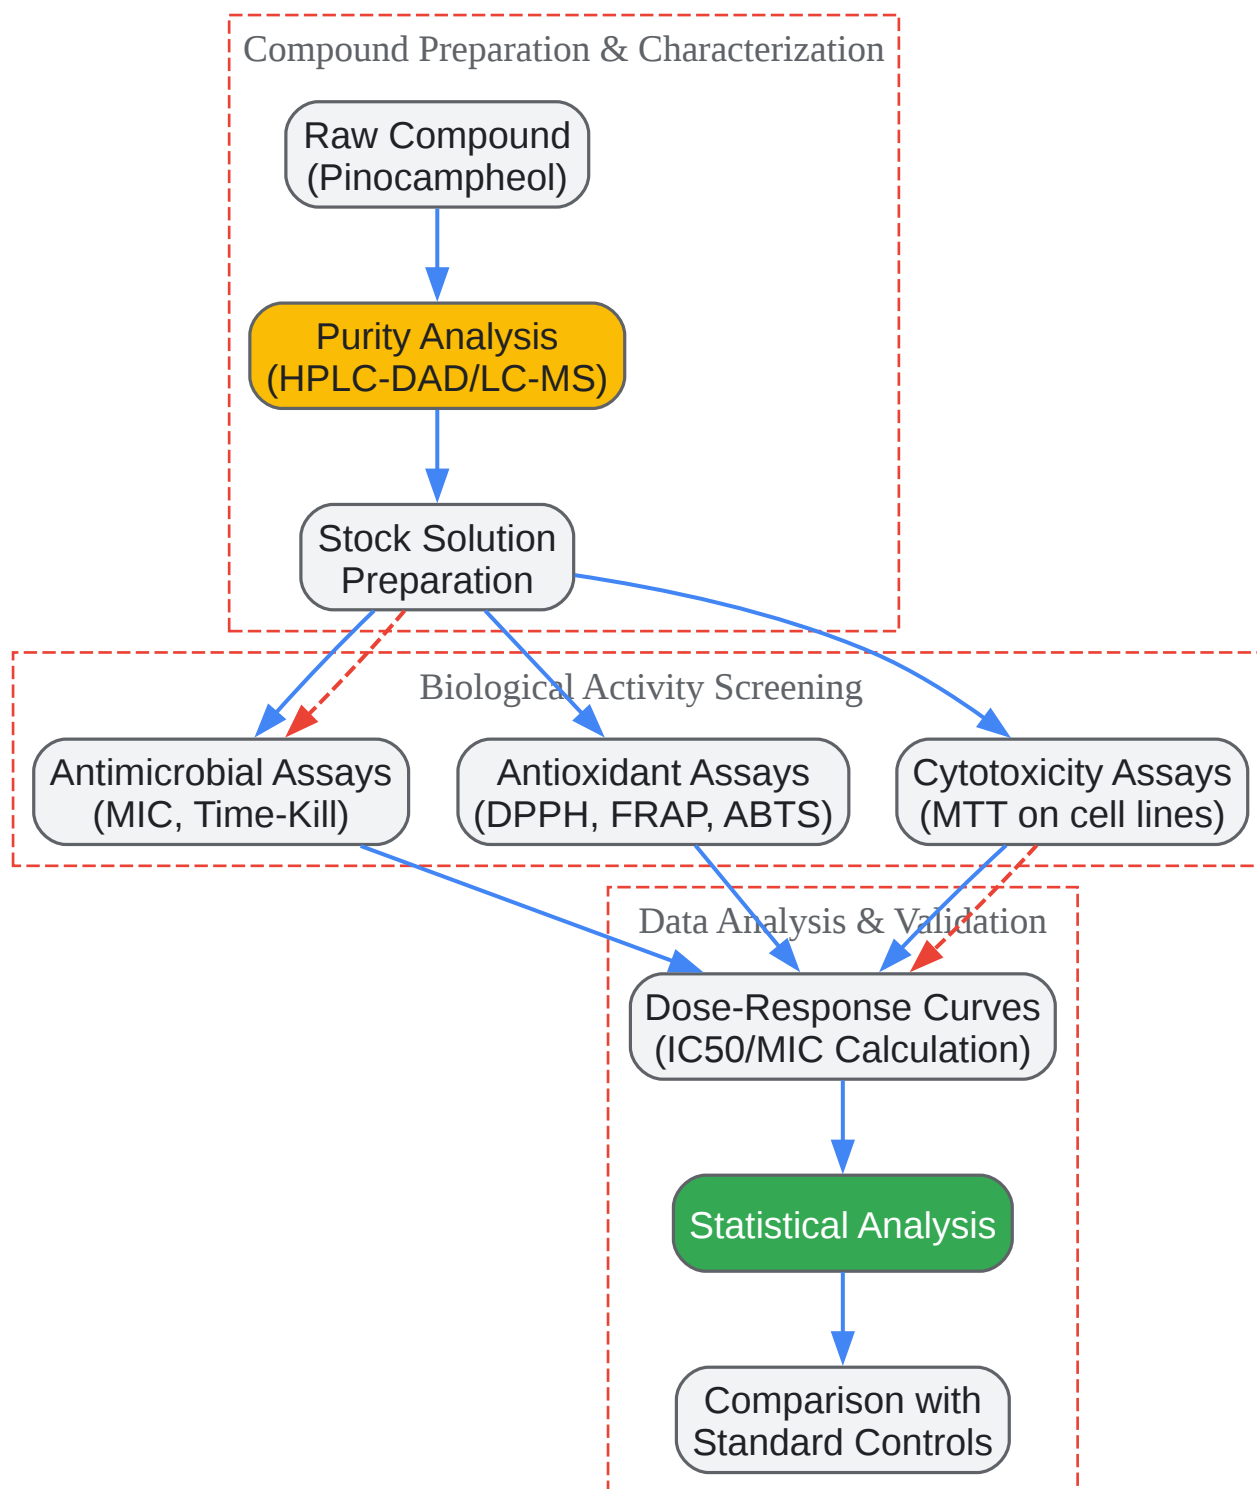 Compound Preparation & Characterization
Raw Compound
(Pinocampheol)
Purity Analysis
(HPLC-DAD/LC-MS)
Stock Solution
Preparation
Biological Activity Screening
Antimicrobial Assays
(MIC, Time-Kill)
Antioxidant Assays
(DPPH, FRAP, ABTS)
Cytotoxicity Assays
(MTT on cell lines)
Data Analysis & Validation
Dose-Response Curves
(IC50/MIC Calculation)
Statistical Analysis
Comparison with
Standard Controls